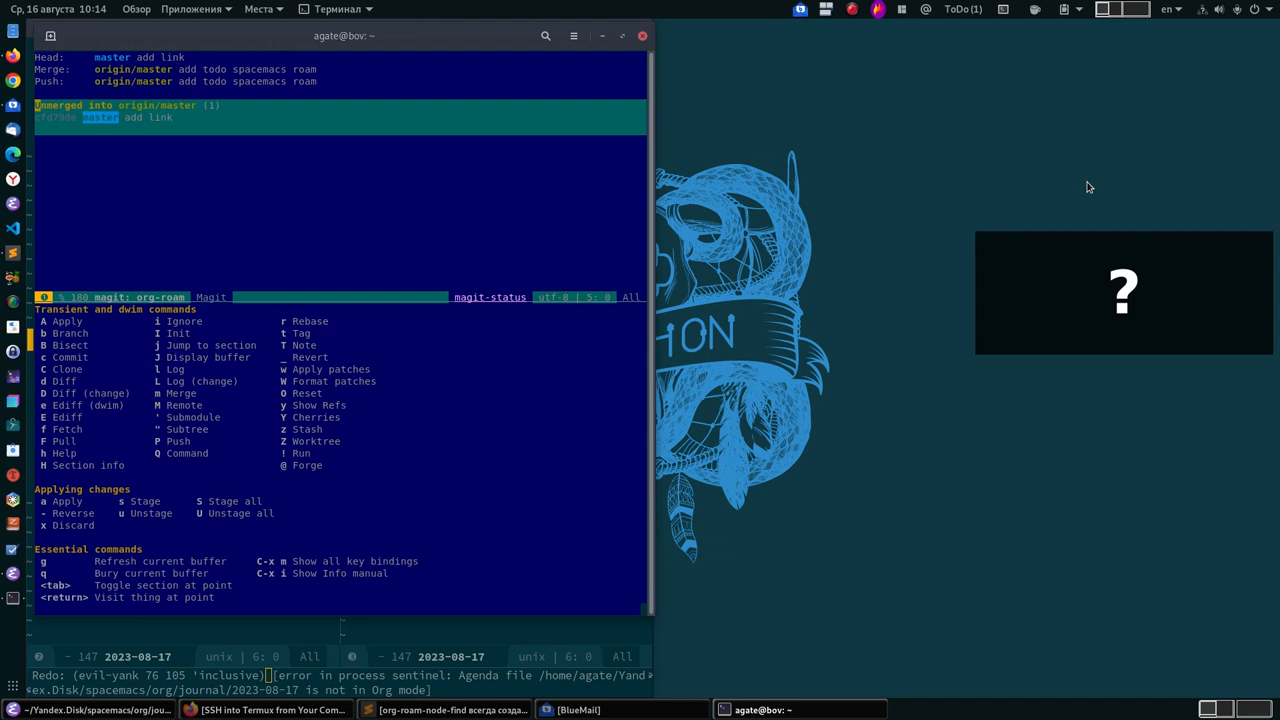 Ср, 16 августа 10:14 Обзор Приложения Места Терминал ToDo(1) en
agate@bov: ~
Head: master add link
Merge: origin/master add todo spacemacs roam
Push: origin/master add todo spacemacs roam
Unmerged into origin/master (1)
cfd79de master add link
% 180 magit: org-roam Magit magit-status utf-8 | 5: 0 All
Transient and dwim commands
A Apply i Ignore r Rebase
b Branch I Init t Tag
B Bisect j Jump to section T Note
c Commit J Display buffer _ Revert
C Clone l Log w Apply patches
d Diff L Log (change) W Format patches
D Diff (change) m Merge O Reset
e Ediff (dwim) M Remote y Show Refs
E Ediff ' Submodule Y Cherries
f Fetch " Subtree z Stash
F Pull P Push Z Worktree
h Help Q Command ! Run
H Section info @ Forge
Applying changes
a Apply s Stage S Stage all
- Reverse u Unstage U Unstage all
x Discard
Essential commands
g Refresh current buffer C-x m Show all key bindings
q Bury current buffer C-x i Show Info manual
<tab> Toggle section at point
<return> Visit thing at point
?
HON
2 - 147 2023-08-17 unix | 6: 0 All 3 - 147 2023-08-17 unix | 6: 0 All
Redo: (evil-yank 76 105 'inclusive) [error in process sentinel: Agenda file /home/agate/Yand
ex.Disk/spacemacs/org/journal/2023-08-17 is not in Org mode]
~/Yandex.Disk/spacemacs/org/jou... [SSH into Termux from Your Com... [org-roam-node-find всегда созда... [BlueMail] agate@bov: ~